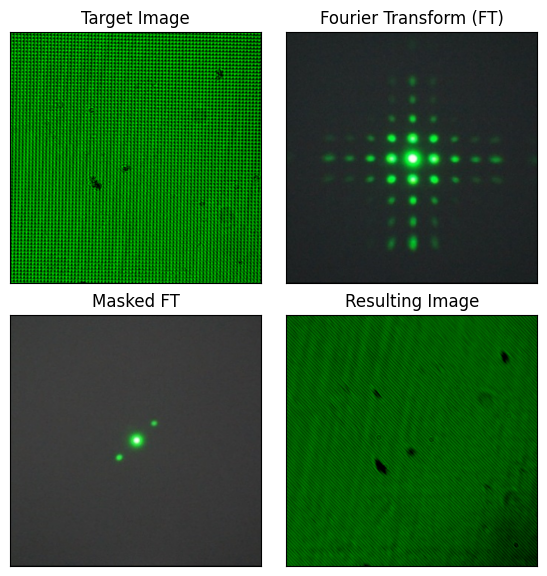 Target Image
Fourier Transform (FT)
Masked FT
Resulting Image